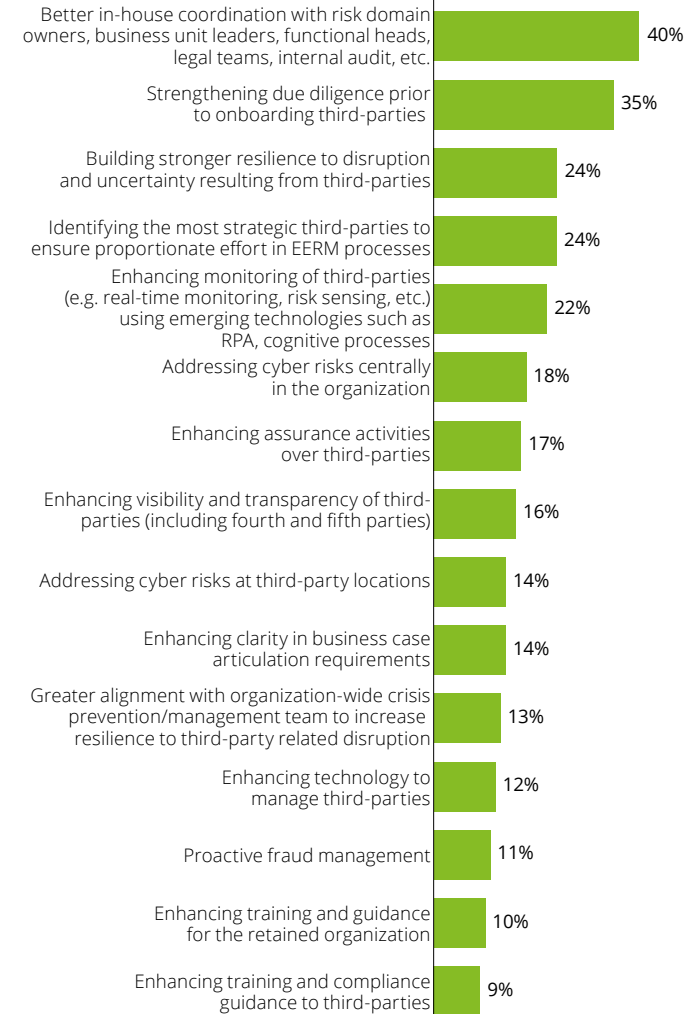 Better in-house coordination with risk domain
owners, business unit leaders, functional heads,
legal teams, internal audit, etc.
40%
Strengthening due diligence prior
to onboarding third-parties
35%
Building stronger resilience to disruption
and uncertainty resulting from third-parties
24%
Identifying the most strategic third-parties to
ensure proportionate effort in EERM processes
24%
Enhancing monitoring of third-parties
(e.g. real-time monitoring, risk sensing, etc.)
using emerging technologies such as
RPA, cognitive processes
22%
Addressing cyber risks centrally
in the organization
18%
Enhancing assurance activities
over third-parties
17%
Enhancing visibility and transparency of third-
parties (including fourth and fifth parties)
16%
Addressing cyber risks at third-party locations
14%
Enhancing clarity in business case
articulation requirements
14%
Greater alignment with organization-wide crisis
prevention/management team to increase
resilience to third-party related disruption
13%
Enhancing technology to
manage third-parties
12%
Proactive fraud management
11%
Enhancing training and guidance
for the retained organization
10%
Enhancing training and compliance
guidance to third-parties
9%